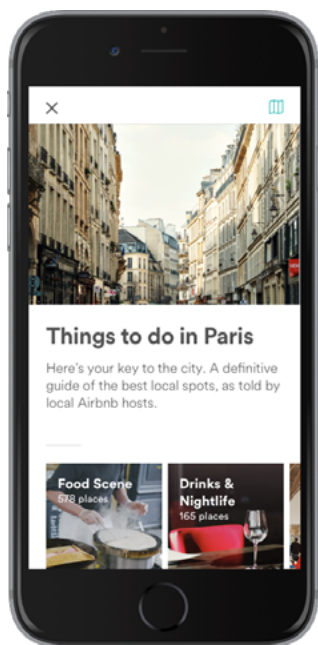 Things to do in Paris
Here's your key to the city. A definitive
guide of the best local spots, as told by
local Airbnb hosts.
Food Scene
578 places
Drinks &
Nightlife
165 places